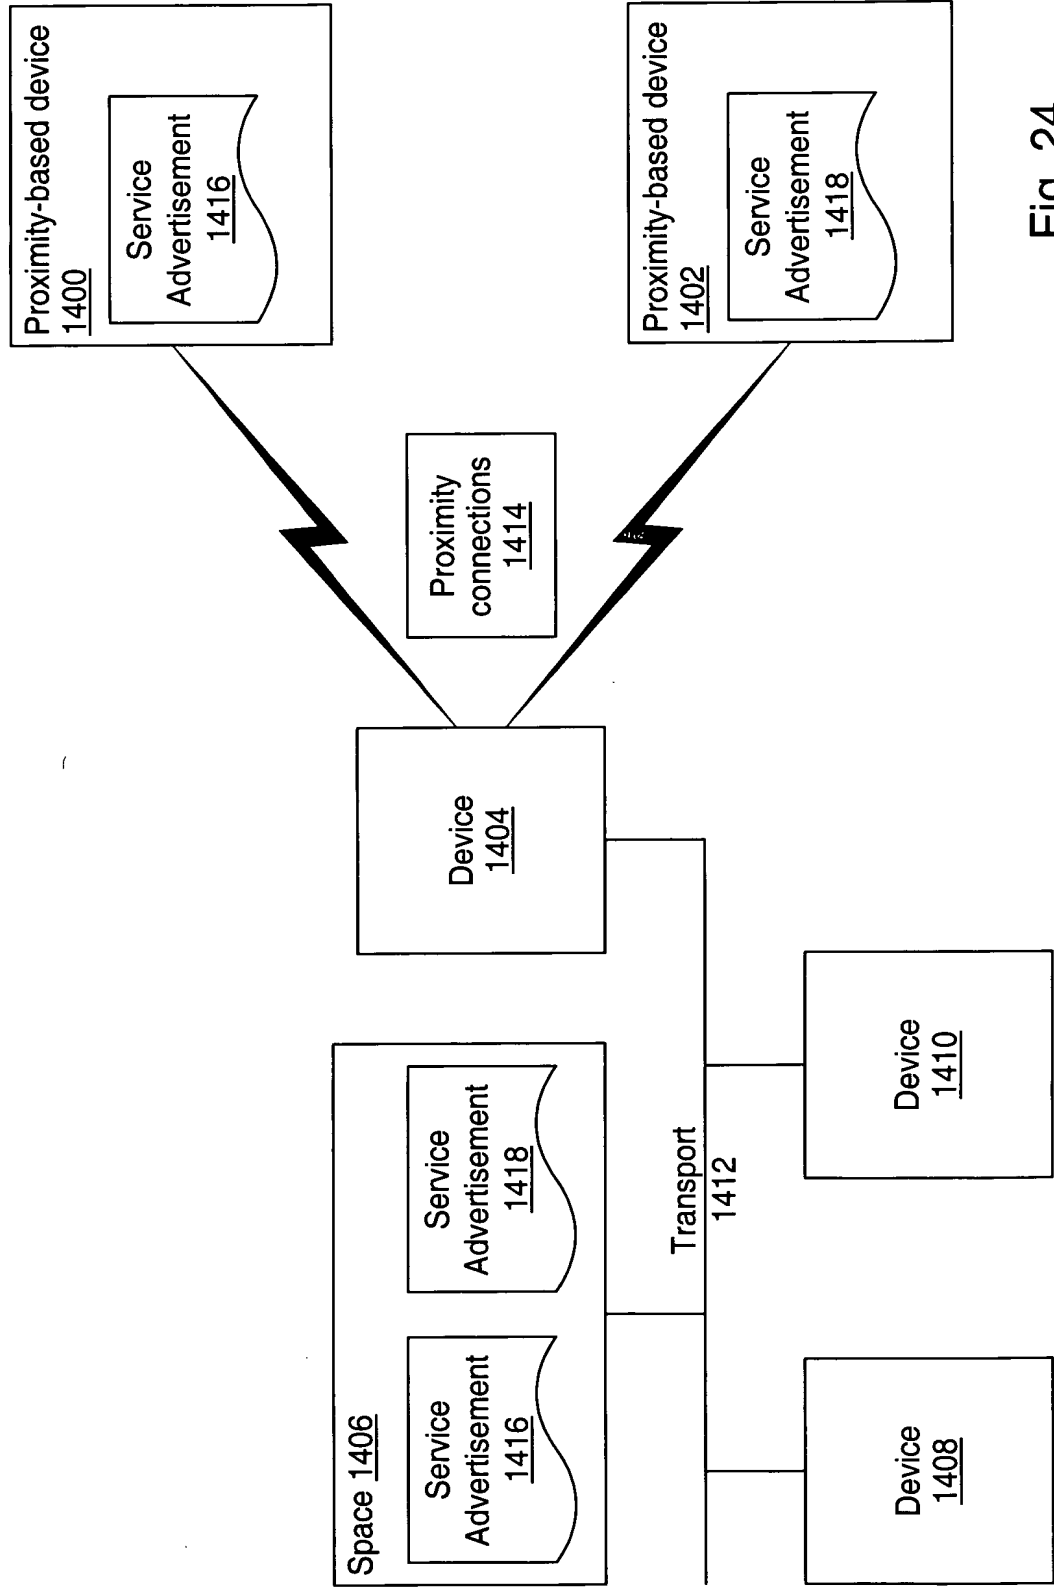 Proximity-based device
1400
Service
Advertisement
1416
Proximity-based device
1402
Service
Advertisement
1418
Proximity
connections
1414
Device
1404
Space 1406
Service
Advertisement
1416
Service
Advertisement
1418
Transport
1412
Device
1408
Device
1410
Fig. 24